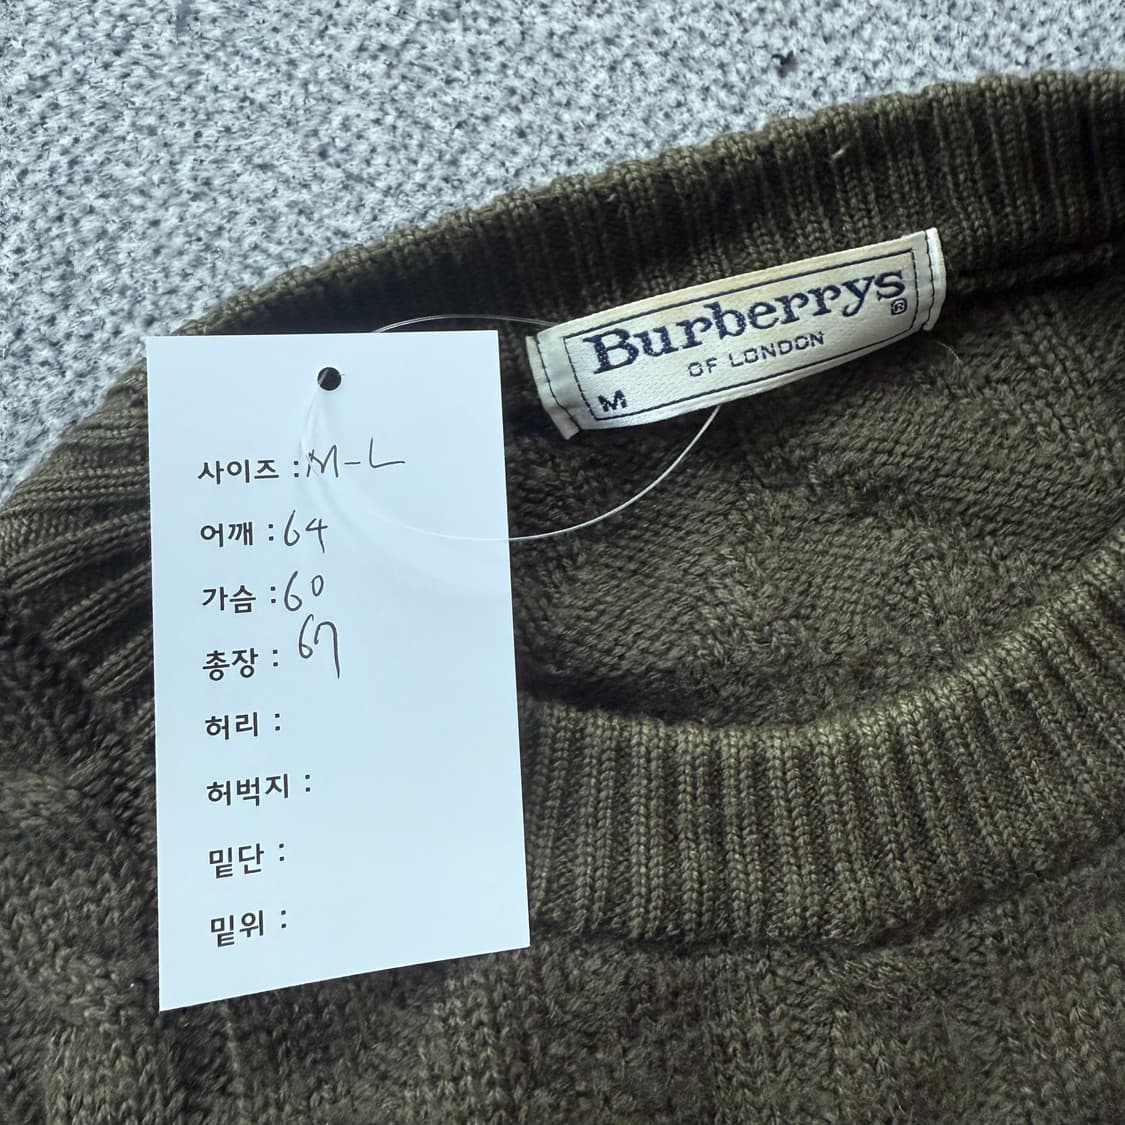 Burberrys®
OF LONDON
M
사이즈 : M-L
어깨 : 64
가슴 : 60
총장 : 67
허리 :
허벅지 :
밑단 :
밑위 :